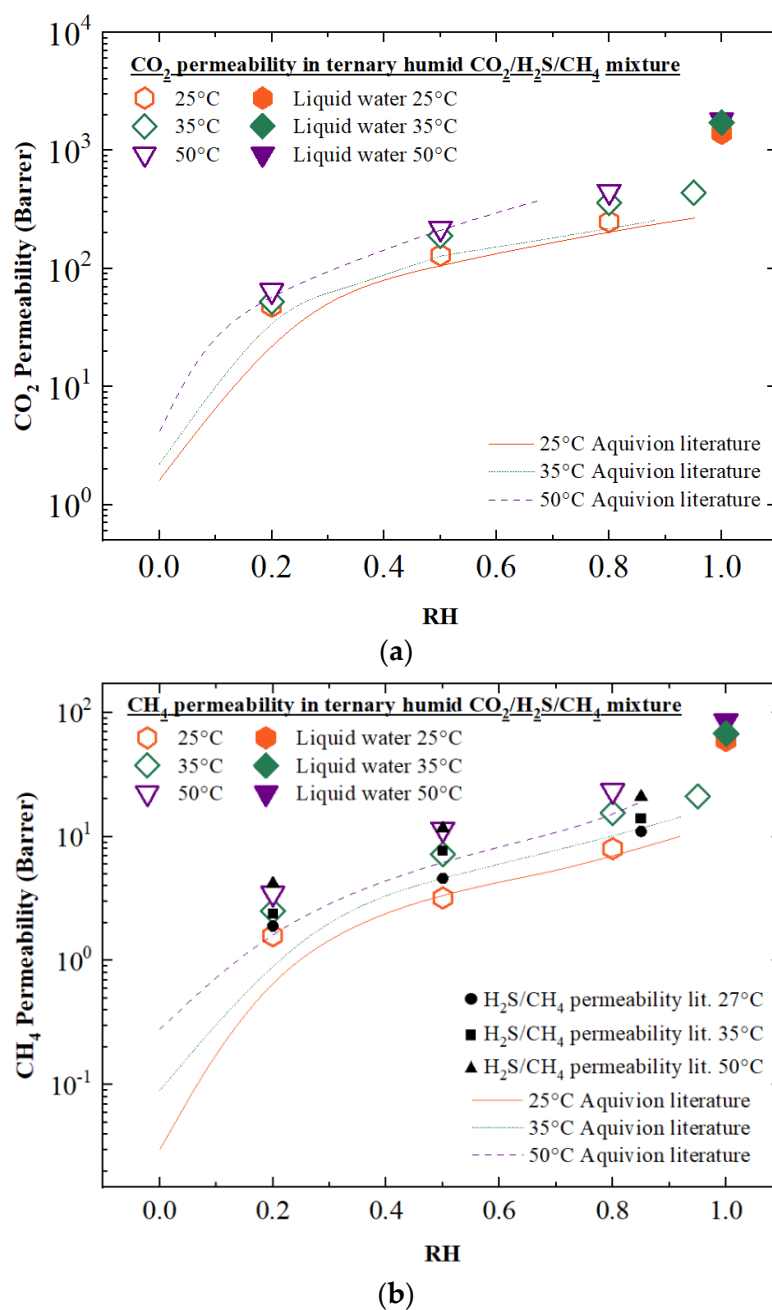 CO2 permeability in ternary humid CO2/H2S/CH4 mixture
25°C Liquid water 25°C
35°C Liquid water 35°C
50°C Liquid water 50°C
10^4
10^3
10^2
10^1
10^0
CO2 Permeability (Barrer)
25°C Aquivion literature
35°C Aquivion literature
50°C Aquivion literature
0.0 0.2 0.4 0.6 0.8 1.0
RH
(a)
CH4 permeability in ternary humid CO2/H2S/CH4 mixture
25°C Liquid water 25°C
35°C Liquid water 35°C
50°C Liquid water 50°C
10^2
10^1
10^0
10^-1
CH4 Permeability (Barrer)
H2S/CH4 permeability lit. 27°C
H2S/CH4 permeability lit. 35°C
H2S/CH4 permeability lit. 50°C
25°C Aquivion literature
35°C Aquivion literature
50°C Aquivion literature
0.0 0.2 0.4 0.6 0.8 1.0
RH
(b)